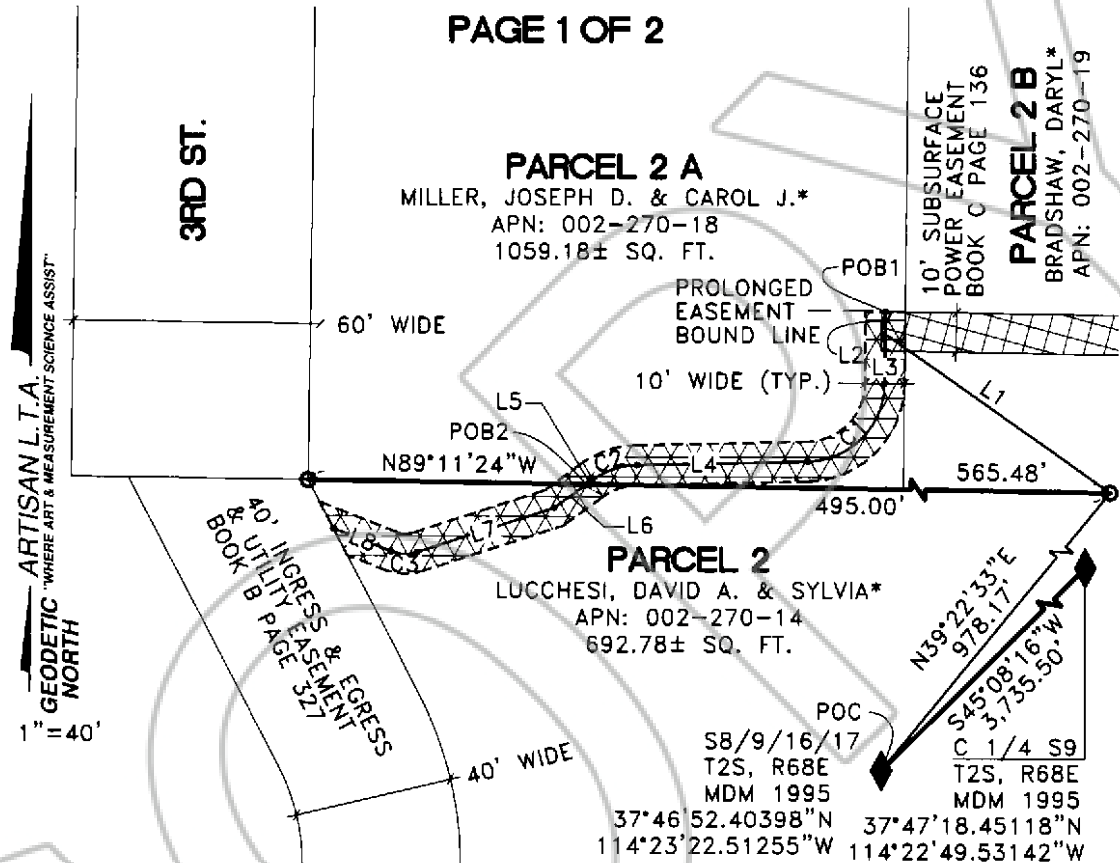 PAGE 1 OF 2
3RD ST.
PARCEL 2 A
MILLER, JOSEPH D. & CAROL J.*
APN: 002-270-18
1059.18± SQ. FT.
10' SUBSURFACE
POWER EASEMENT
BOOK C PAGE 136
PARCEL 2 B
BRADSHAW, DARYL*
APN: 002-270-19
POB1
PROLONGED
EASEMENT
BOUND LINE
60' WIDE
L2
L3
10' WIDE (TYP.)
L1
L5
POB2
C1
N89°11'24"W
C2
L4
565.48'
495.00'
L6
L7
L8
C3
ARTISAN L.T.A.
"WHERE ART & MEASUREMENT SCIENCE ASSIST"
GEODETIC
NORTH
1"=40'
40' INGRESS & EGRESS
& UTILITY EASEMENT
BOOK B PAGE 327
PARCEL 2
LUCCHESI, DAVID A. & SYLVIA*
APN: 002-270-14
692.78± SQ. FT.
N39°22'33"E
978.17'
S45°08'16"W
3,735.50'
40' WIDE
POC
S8/9/16/17
T2S, R68E
MDM 1995
37°46'52.40398"N
114°23'22.51255"W
C 1/4 S9
T2S, R68E
MDM 1995
37°47'18.45118"N
114°22'49.53142"W